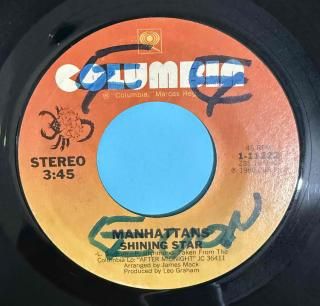 COLUMBIA
® Columbia, Marcas Reg.
45 RPM
STEREO
3:45
1-11222
MANHATTANS
SHINING STAR
Taken From The
Columbia Lp: "AFTER MIDNIGHT" JC 36411
Arranged by James Mack
Produced by Leo Graham